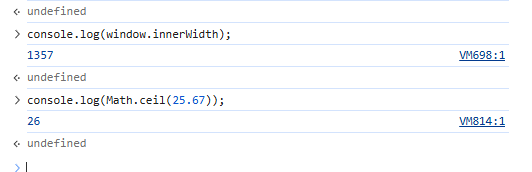 undefined
console.log(window.innerWidth);
1357 VM698:1
undefined
console.log(Math.ceil(25.67));
26 VM814:1
undefined